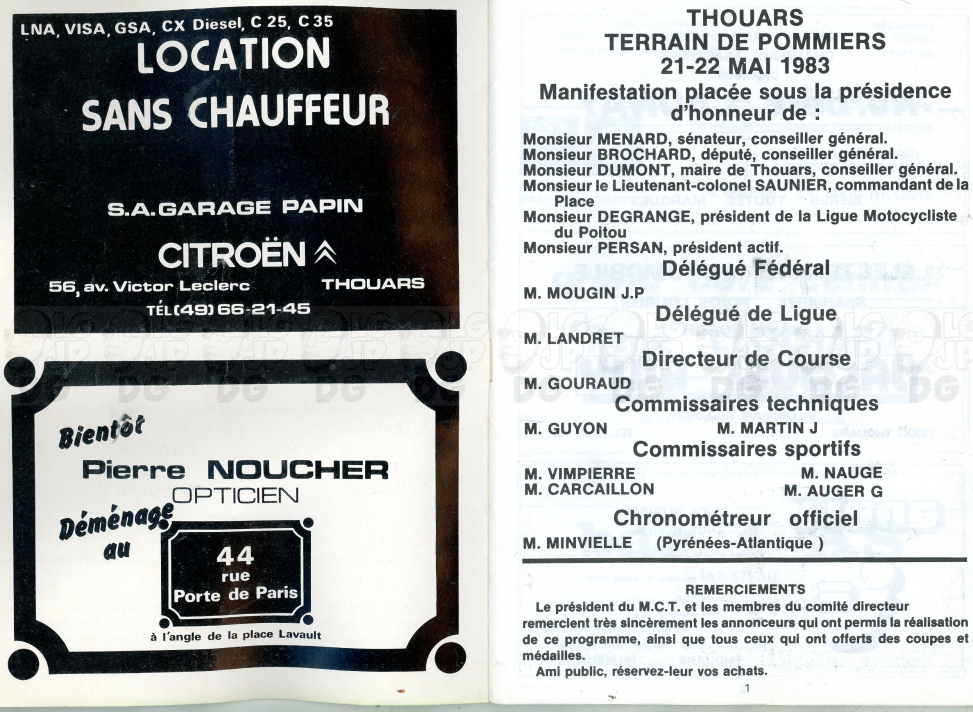 LNA, VISA, GSA, CX Diesel, C 25, C 35
LOCATION
SANS CHAUFFEUR
S.A. GARAGE PAPIN
CITROËN
56, av. Victor Leclerc THOUARS
TÉL (49) 66-21-45
Bientôt
Pierre NOUCHER
OPTICIEN
Déménage
au
44
rue
Porte de Paris
à l'angle de la place Lavault
THOUARS
TERRAIN DE POMMIERS
21-22 MAI 1983
Manifestation placée sous la présidence
d'honneur de :
Monsieur MENARD, sénateur, conseiller général.
Monsieur BROCHARD, député, conseiller général.
Monsieur DUMONT, maire de Thouars, conseiller général.
Monsieur le Lieutenant-colonel SAUNIER, commandant de la
Place
Monsieur DEGRANGE, président de la Ligue Motocycliste
du Poitou
Monsieur PERSAN, président actif.
Délégué Fédéral
M. MOUGIN J.P
Délégué de Ligue
M. LANDRET
Directeur de Course
M. GOURAUD
Commissaires techniques
M. GUYON M. MARTIN J
Commissaires sportifs
M. VIMPIERRE M. NAUGE
M. CARCAILLON M. AUGER G
Chronométreur officiel
M. MINVIELLE (Pyrénées-Atlantique )
REMERCIEMENTS
Le président du M.C.T. et les membres du comité directeur
remercient très sincèrement les annonceurs qui ont permis la réalisation
de ce programme, ainsi que tous ceux qui ont offerts des coupes et
médailles.
Ami public, réservez-leur vos achats.
1